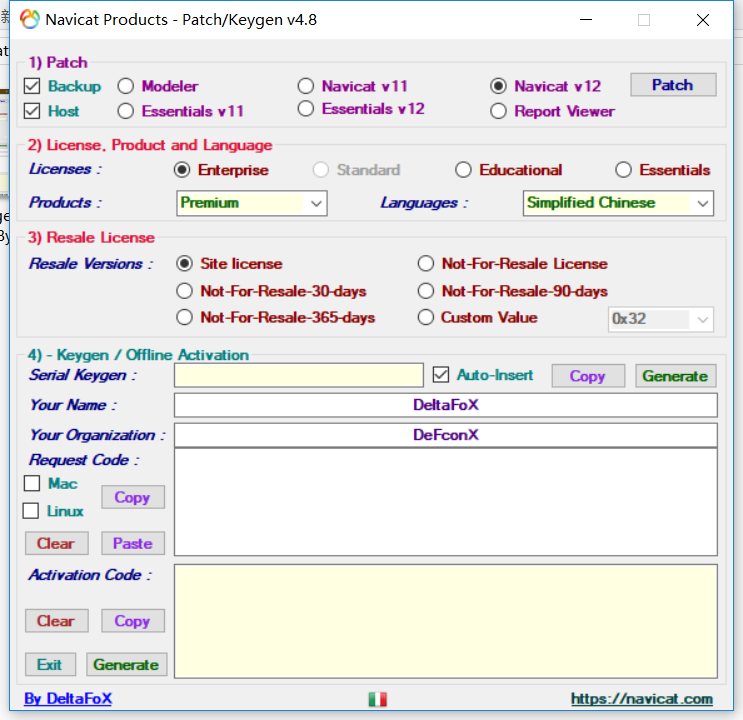 Navicat Products - Patch/Keygen v4.8
1) Patch
Backup Modeler Navicat v11 Navicat v12 Patch
Host Essentials v11 Essentials v12 Report Viewer
2) License, Product and Language
Licenses : Enterprise Standard Educational Essentials
Products : Premium Languages : Simplified Chinese
3) Resale License
Resale Versions : Site license Not-For-Resale License
Not-For-Resale-30-days Not-For-Resale-90-days
Not-For-Resale-365-days Custom Value 0x32
4) - Keygen / Offline Activation
Serial Keygen : Auto-Insert Copy Generate
Your Name : DeltaFoX
Your Organization : DeFconX
Request Code :
Mac
Copy
Linux
Clear Paste
Activation Code :
Clear Copy
Exit Generate
By DeltaFoX https://navicat.com